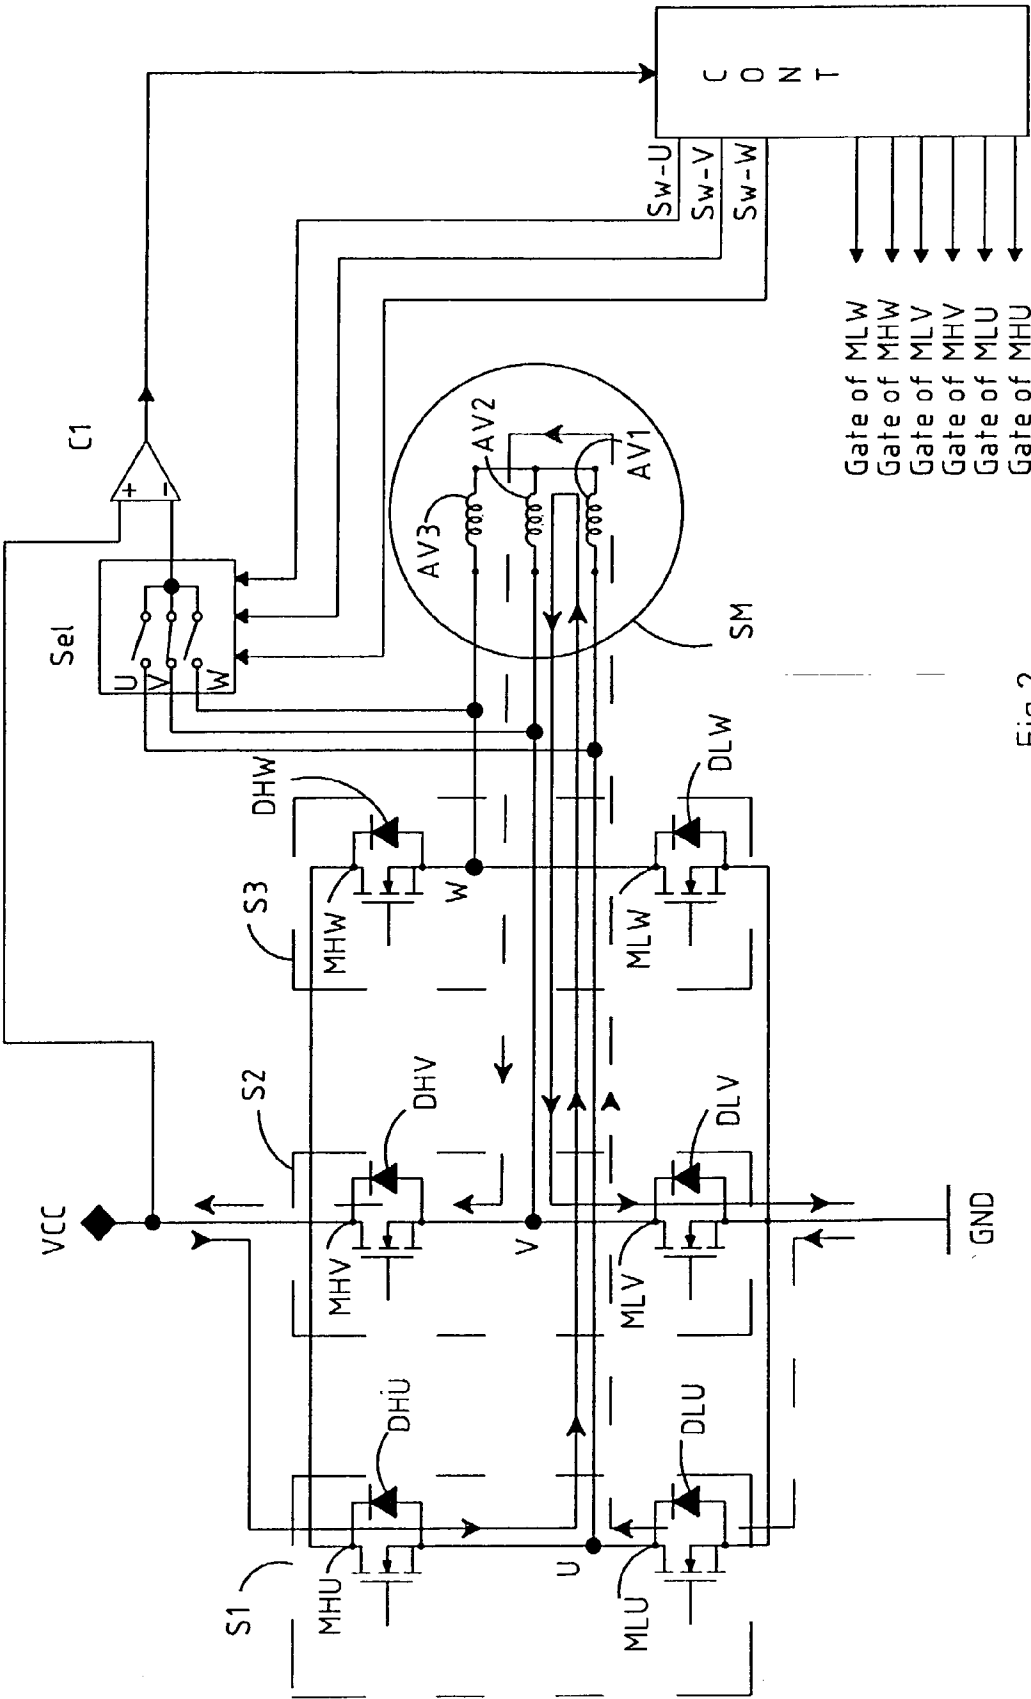 VCC
C1
+
-
Sel
U
V
W
CONT
Sw-U
Sw-V
Sw-W
Gate of MLW
Gate of MHW
Gate of MLV
Gate of MHV
Gate of MLU
Gate of MHU
S1
S2
S3
MHU
DHU
MHV
DHV
MHW
DHW
AV3
AV2
AV1
SM
U
V
W
MLU
DLU
MLV
DLV
MLW
DLW
GND